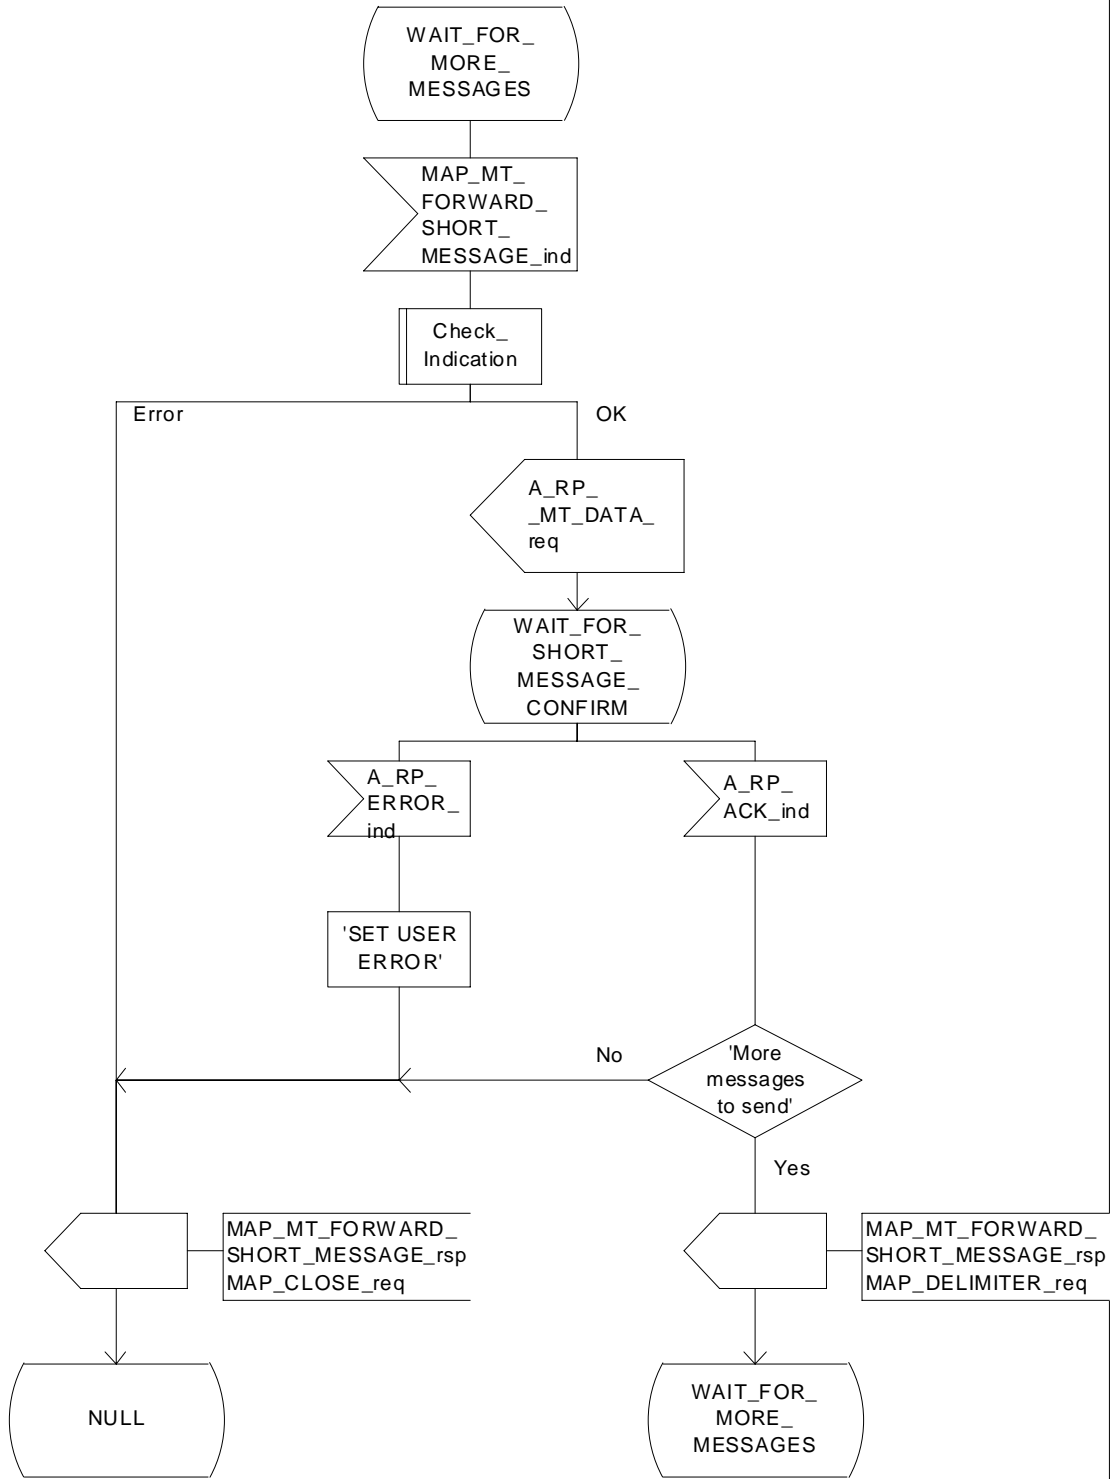 WAIT_FOR_
MORE_
MESSAGES
MAP_MT_
FORWARD_
SHORT_
MESSAGE_ind
Check_
Indication
Error
OK
A_RP_
_MT_DATA_
req
WAIT_FOR_
SHORT_
MESSAGE_
CONFIRM
A_RP_
ERROR_
ind
A_RP_
ACK_ind
'SET USER
ERROR'
No
'More
messages
to send'
Yes
MAP_MT_FORWARD_
SHORT_MESSAGE_rsp
MAP_CLOSE_req
MAP_MT_FORWARD_
SHORT_MESSAGE_rsp
MAP_DELIMITER_req
NULL
WAIT_FOR_
MORE_
MESSAGES